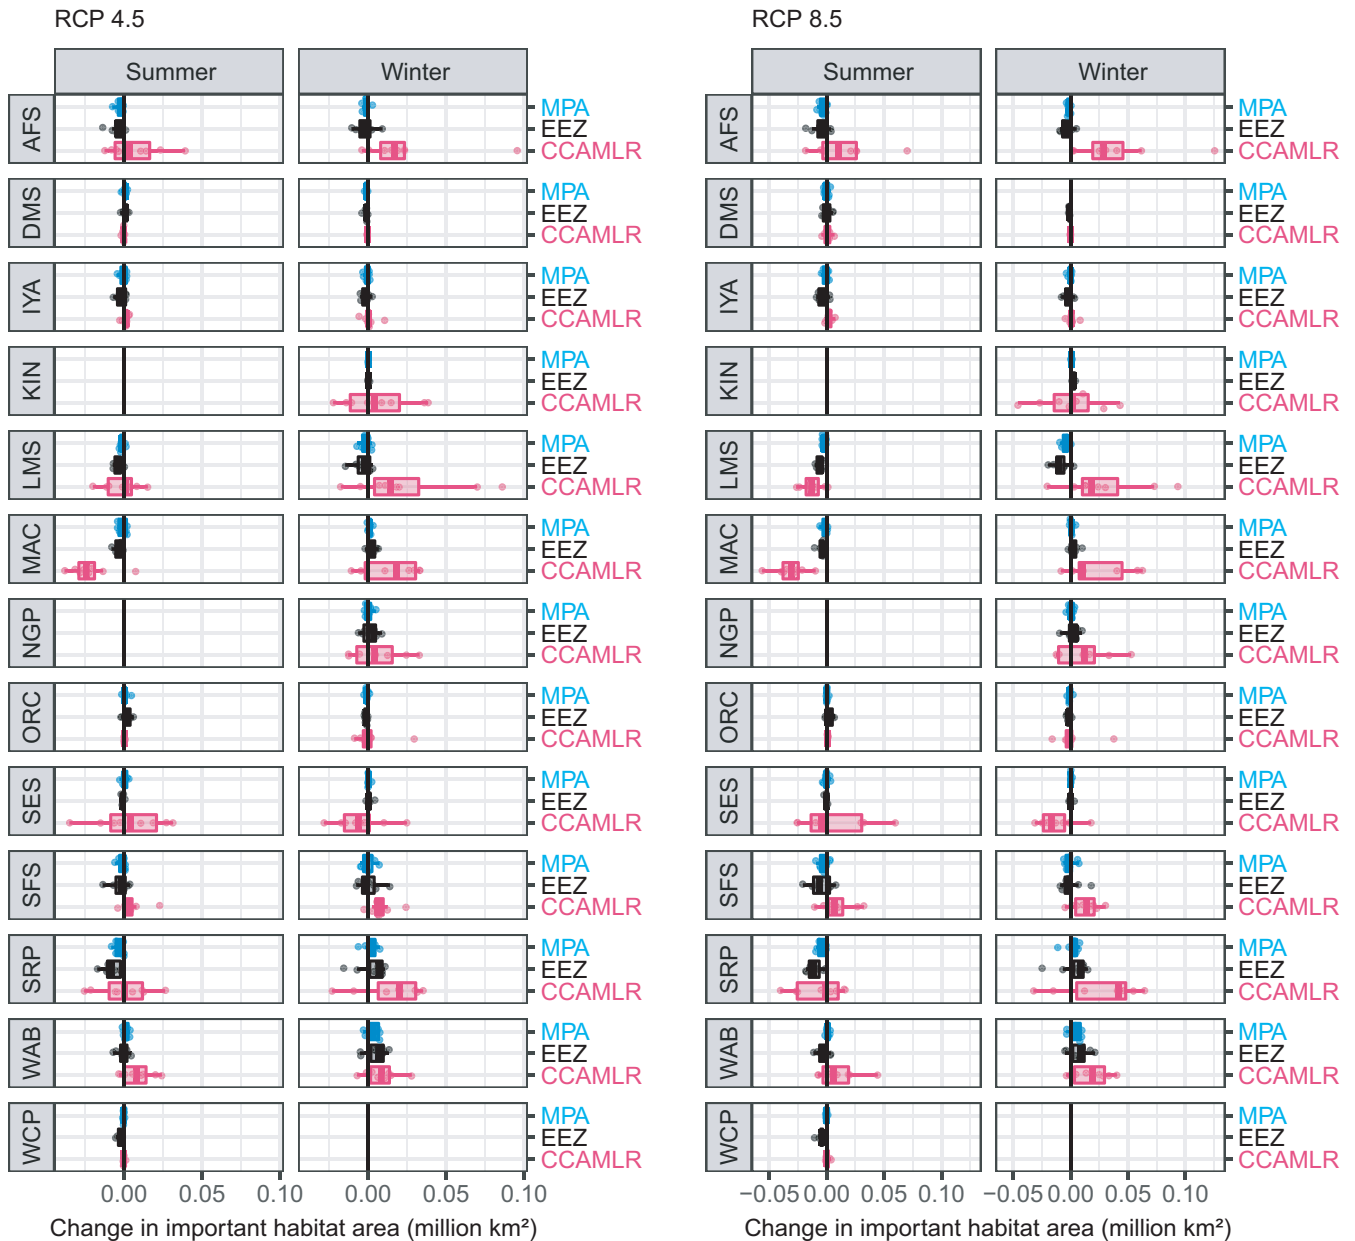 RCP 4.5
RCP 8.5
Summer
Winter
Summer
Winter
AFS
MPA
EEZ
CCAMLR
AFS
MPA
EEZ
CCAMLR
DMS
MPA
EEZ
CCAMLR
DMS
MPA
EEZ
CCAMLR
IYA
MPA
EEZ
CCAMLR
IYA
MPA
EEZ
CCAMLR
KIN
MPA
EEZ
CCAMLR
KIN
MPA
EEZ
CCAMLR
LMS
MPA
EEZ
CCAMLR
LMS
MPA
EEZ
CCAMLR
MAC
MPA
EEZ
CCAMLR
MAC
MPA
EEZ
CCAMLR
NGP
MPA
EEZ
CCAMLR
NGP
MPA
EEZ
CCAMLR
ORC
MPA
EEZ
CCAMLR
ORC
MPA
EEZ
CCAMLR
SES
MPA
EEZ
CCAMLR
SES
MPA
EEZ
CCAMLR
SFS
MPA
EEZ
CCAMLR
SFS
MPA
EEZ
CCAMLR
SRP
MPA
EEZ
CCAMLR
SRP
MPA
EEZ
CCAMLR
WAB
MPA
EEZ
CCAMLR
WAB
MPA
EEZ
CCAMLR
WCP
MPA
EEZ
CCAMLR
WCP
MPA
EEZ
CCAMLR
0.00 0.05 0.10 0.00 0.05 0.10
−0.05 0.00 0.05 0.10 −0.05 0.00 0.05 0.10
Change in important habitat area (million km²)
Change in important habitat area (million km²)